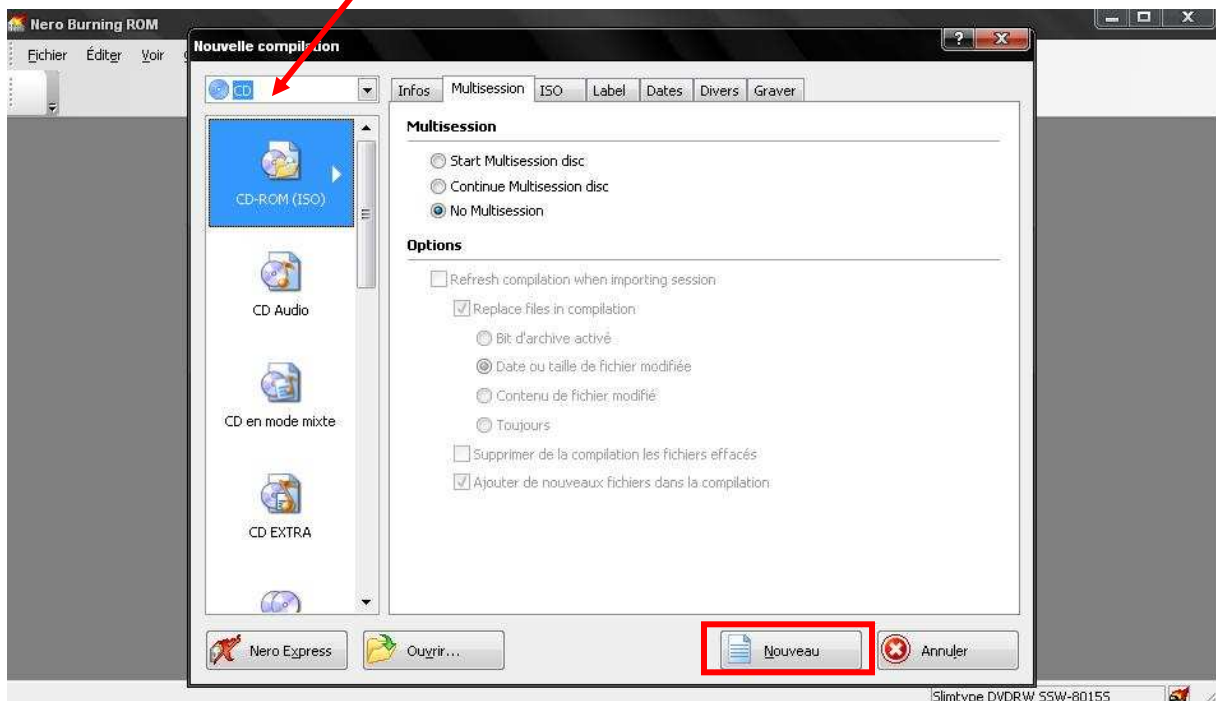 Nero Burning ROM
Fichier Éditer Voir
Nouvelle compilation
CD
CD-ROM (ISO)
CD Audio
CD en mode mixte
CD EXTRA
Infos Multisession ISO Label Dates Divers Graver
Multisession
Start Multisession disc
Continue Multisession disc
No Multisession
Options
Refresh compilation when importing session
Replace files in compilation
Bit d'archive activé
Date ou taille de fichier modifiée
Contenu de fichier modifié
Toujours
Supprimer de la compilation les fichiers effacés
Ajouter de nouveaux fichiers dans la compilation
Nero Express Ouvrir... Nouveau Annuler
Slimtype DVDRW SSW-8015S